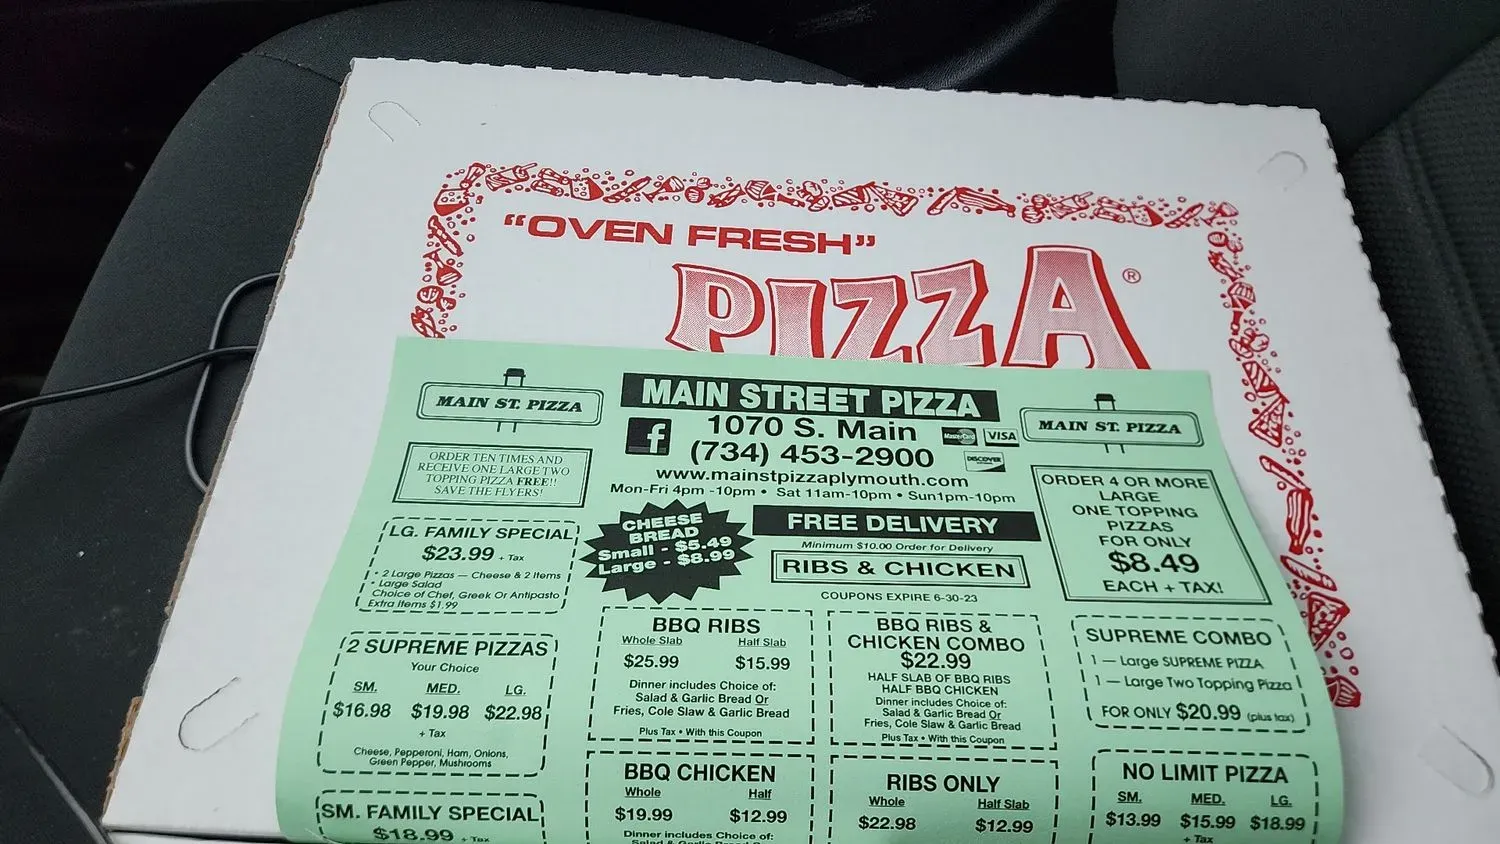 "OVEN FRESH"
PIZZA®
MAIN ST. PIZZA
MAIN STREET PIZZA
1070 S. Main
(734) 453-2900
MasterCard
VISA
DISCOVER
www.mainstpizzaplymouth.com
Mon-Fri 4pm -10pm • Sat 11am-10pm • Sun1pm-10pm
MAIN ST. PIZZA
ORDER TEN TIMES AND
RECEIVE ONE LARGE TWO
TOPPING PIZZA FREE!!
SAVE THE FLYERS!
CHEESE
BREAD
Small - $5.49
Large - $8.99
FREE DELIVERY
Minimum $10.00 Order for Delivery
RIBS & CHICKEN
COUPONS EXPIRE 6-30-23
ORDER 4 OR MORE
LARGE
ONE TOPPING
PIZZAS
FOR ONLY
$8.49
EACH + TAX!
LG. FAMILY SPECIAL
$23.99 + Tax
• 2 Large Pizzas — Cheese & 2 Items
• Large Salad
Choice of Chef, Greek Or Antipasto
Extra Items $1.99
2 SUPREME PIZZAS
Your Choice
SM. MED. LG.
$16.98 $19.98 $22.98
+ Tax
Cheese, Pepperoni, Ham, Onions,
Green Pepper, Mushrooms
BBQ RIBS
Whole Slab Half Slab
$25.99 $15.99
Dinner includes Choice of:
Salad & Garlic Bread Or
Fries, Cole Slaw & Garlic Bread
Plus Tax • With this Coupon
BBQ RIBS &
CHICKEN COMBO
$22.99
HALF SLAB OF BBQ RIBS
HALF BBQ CHICKEN
Dinner includes Choice of:
Salad & Garlic Bread Or
Fries, Cole Slaw & Garlic Bread
Plus Tax • With this Coupon
SUPREME COMBO
1 — Large SUPREME PIZZA
1 — Large Two Topping Pizza
FOR ONLY $20.99 (plus tax)
SM. FAMILY SPECIAL
$18.99 + Tax
BBQ CHICKEN
Whole Half
$19.99 $12.99
Dinner includes Choice of:
Salad & Garlic Bread Or
RIBS ONLY
Whole Half Slab
$22.98 $12.99
NO LIMIT PIZZA
SM. MED. LG.
$13.99 $15.99 $18.99
+ Tax